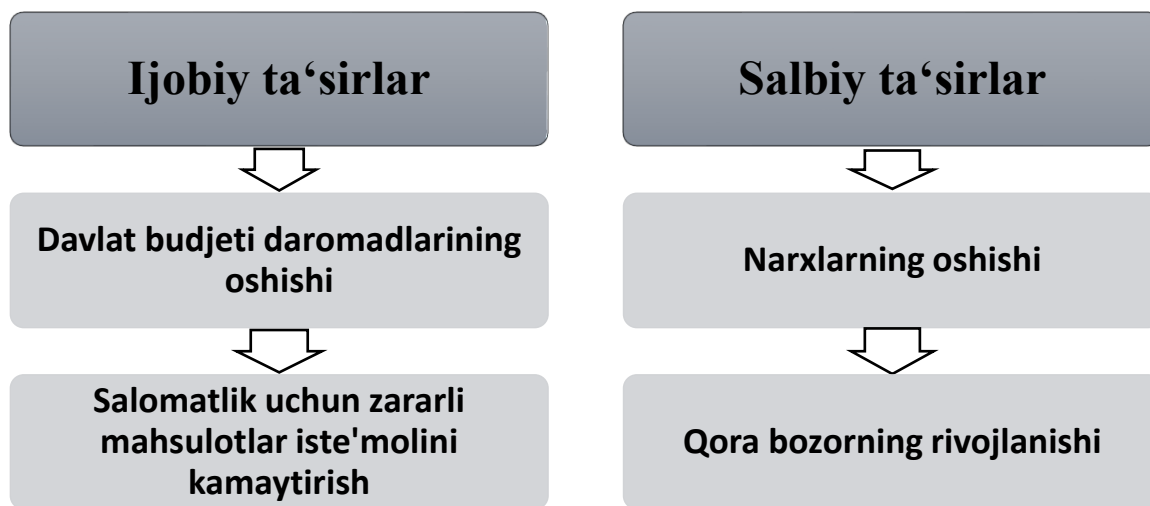 Ijobiy ta‘sirlar
Davlat budjeti daromadlarining
oshishi
Salomatlik uchun zararli
mahsulotlar iste'molini
kamaytirish
Salbiy ta‘sirlar
Narxlarning oshishi
Qora bozorning rivojlanishi